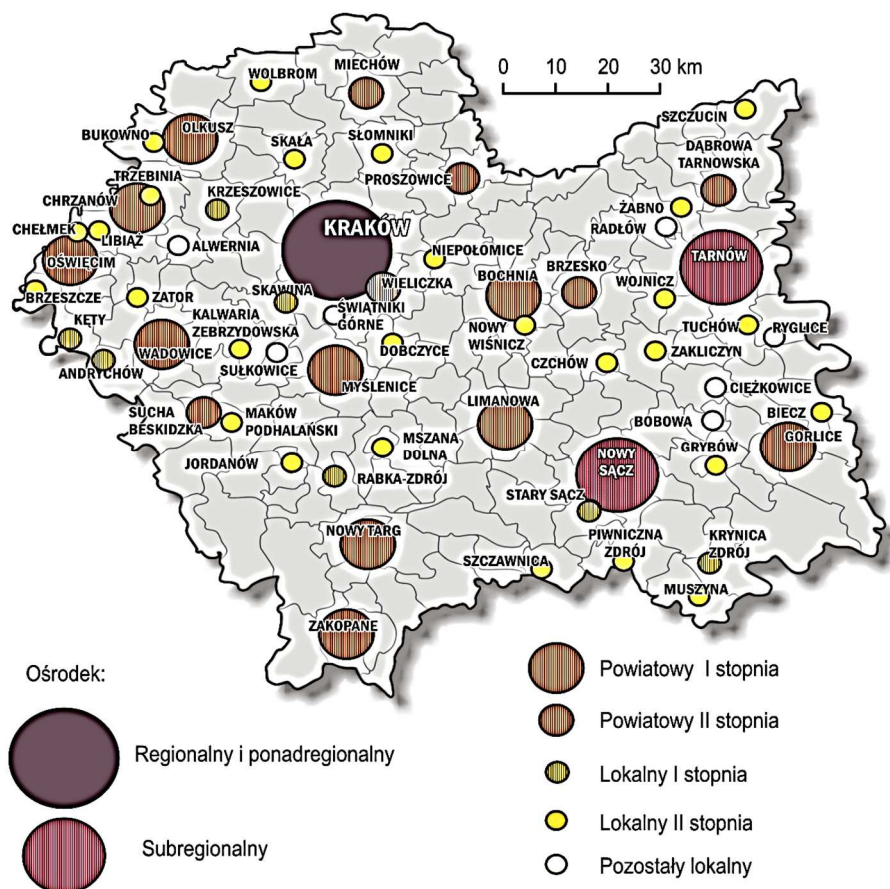 WOLBROM
MIECHÓW
0 10 20 30 km
SZCZUCIN
BUKOWNO
OLKUSZ
SKAŁA
SŁOMNIKI
DĄBROWA
TARNOWSKA
TRZEBINIA
PROSZOWICE
CHRZANÓW
KRZESZOWICE
ŻABNO
RADŁÓW
CHEŁMEK
LIBIĄŻ
ALWERNIA
KRAKÓW
NIEPOŁOMICE
TARNÓW
OŚWIĘCIM
BOCHNIA
BRZESKO
WOJNICZ
BRZESZCZE
ZATOR
SKAWINA
WIELICZKA
ŚWIĄTNIKI
GÓRNE
KĘTY
KALWARIA
ZEBRZYDOWSKA
NOWY
WIŚNICZ
TUCHÓW
RYGLICE
ANDRYCHÓW
WADOWICE
SUŁKOWICE
DOBCZYCE
CZCHÓW
ZAKLICZYN
MYŚLENICE
CIĘŻKOWICE
SUCHA
BESKIDZKA
MAKÓW
PODHALAŃSKI
LIMANOWA
BOBOWA
BIECZ
GORLICE
JORDANÓW
MSZANA
DOLNA
RABKA-ZDRÓJ
NOWY
SĄCZ
GRYBÓW
STARY SĄCZ
NOWY TARG
SZCZAWNICA
PIWNICZNA
ZDRÓJ
KRYNICA
ZDRÓJ
MUSZYNA
ZAKOPANE
Ośrodek:
Regionalny i ponadregionalny
Subregionalny
Powiatowy I stopnia
Powiatowy II stopnia
Lokalny I stopnia
Lokalny II stopnia
Pozostały lokalny